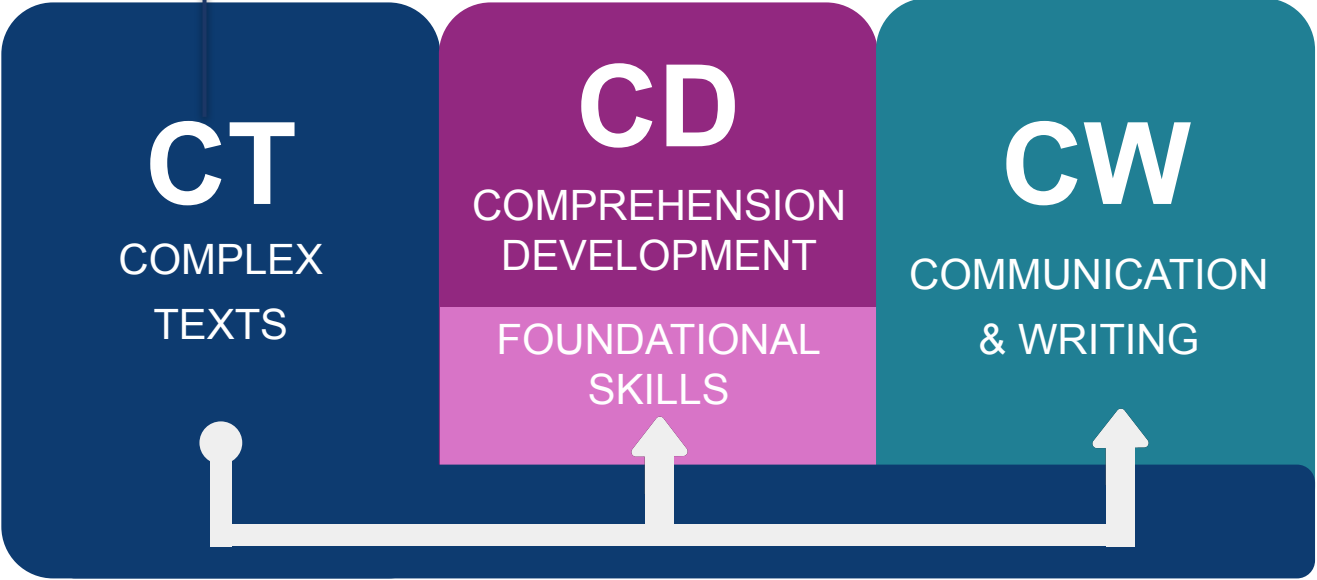 CT
COMPLEX
TEXTS
CD
COMPREHENSION
DEVELOPMENT
FOUNDATIONAL
SKILLS
CW
COMMUNICATION
& WRITING